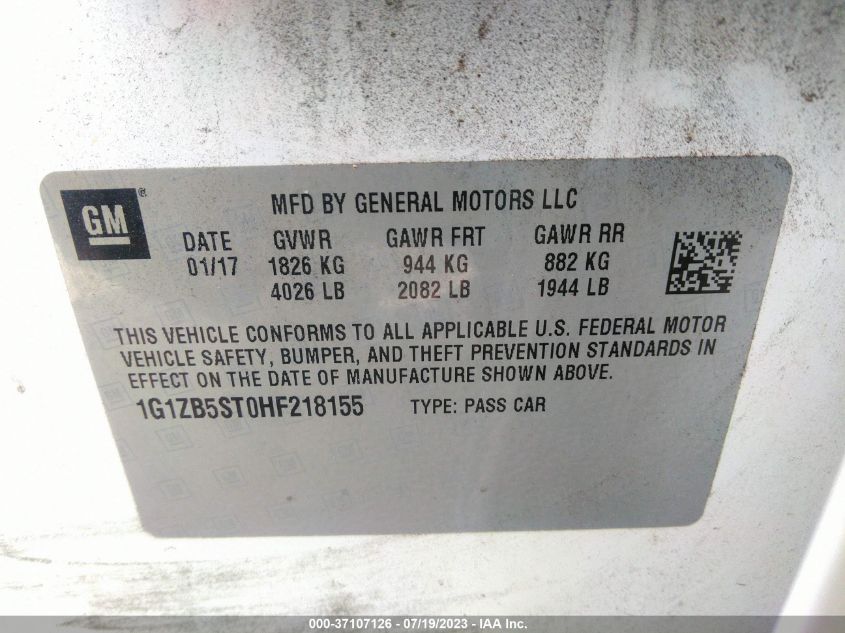 GM®
MFD BY GENERAL MOTORS LLC
DATE GVWR GAWR FRT GAWR RR
01/17 1826 KG 944 KG 882 KG
4026 LB 2082 LB 1944 LB
THIS VEHICLE CONFORMS TO ALL APPLICABLE U.S. FEDERAL MOTOR
VEHICLE SAFETY, BUMPER, AND THEFT PREVENTION STANDARDS IN
EFFECT ON THE DATE OF MANUFACTURE SHOWN ABOVE.
1G1ZB5ST0HF218155 TYPE: PASS CAR
000-37107126 - 07/19/2023 - IAA Inc.